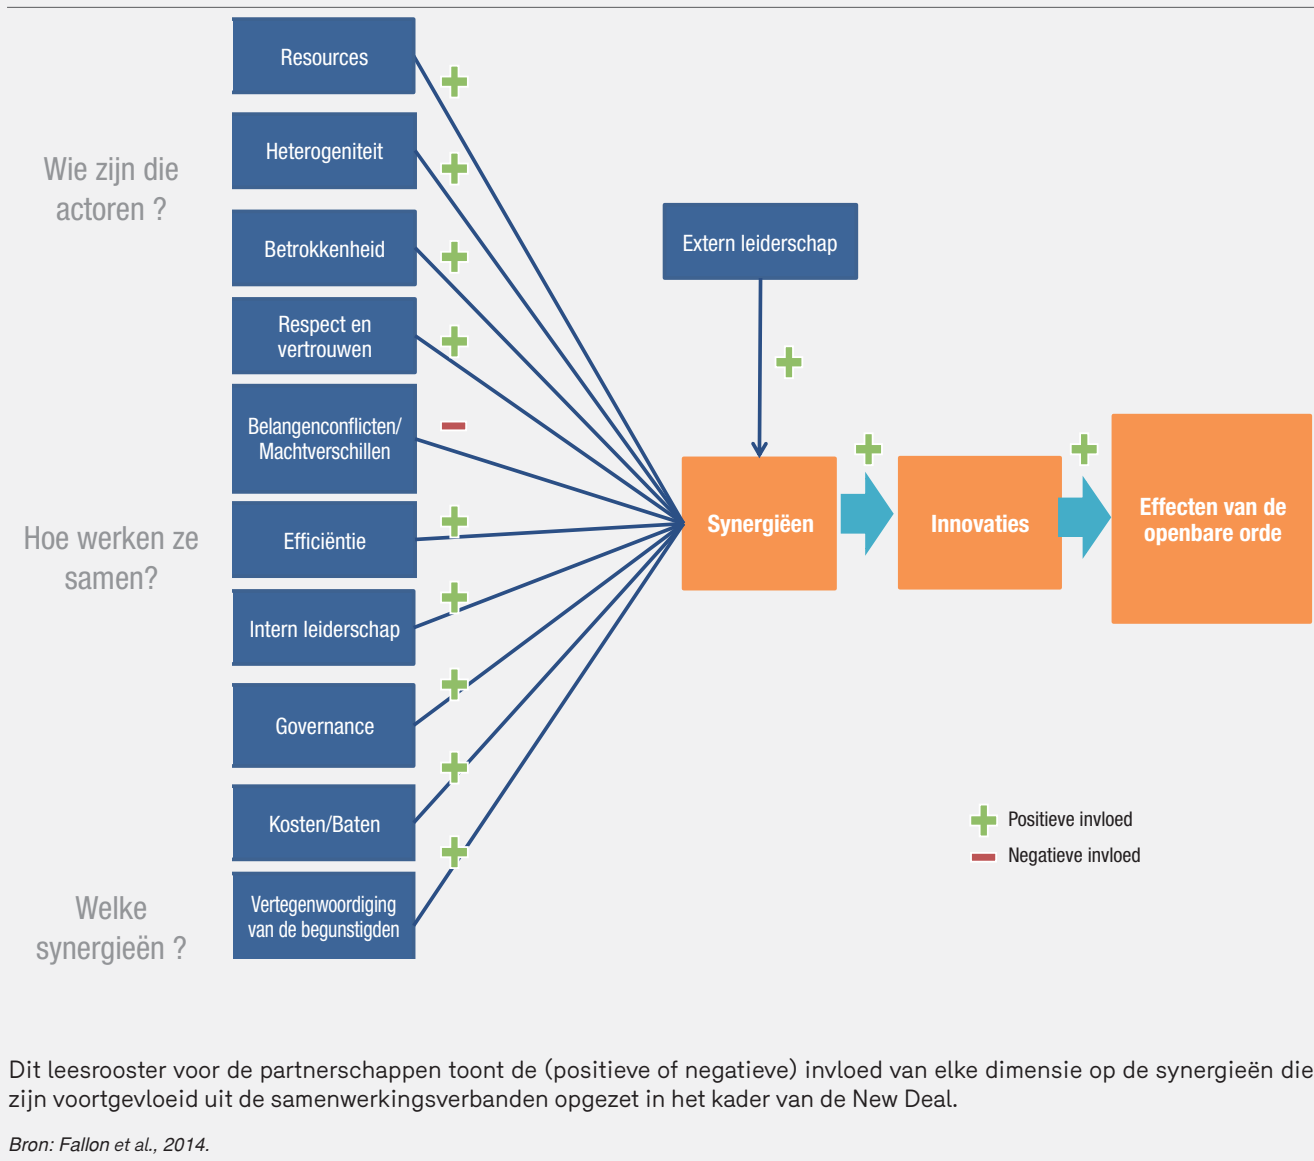 Resources
Heterogeniteit
Wie zijn die
actoren ?
Betrokkenheid
Respect en
vertrouwen
Belangenconflicten/
Machtverschillen
Hoe werken ze
samen?
Efficiëntie
Intern leiderschap
Governance
Kosten/Baten
Welke
synergieën ?
Vertegenwoordiging
van de begunstigden
Extern leiderschap
Synergiëen
Innovaties
Effecten van de
openbare orde
Positieve invloed
Negatieve invloed
Dit leesrooster voor de partnerschappen toont de (positieve of negatieve) invloed van elke dimensie op de synergieën die
zijn voortgevloeid uit de samenwerkingsverbanden opgezet in het kader van de New Deal.
Bron: Fallon et al., 2014.